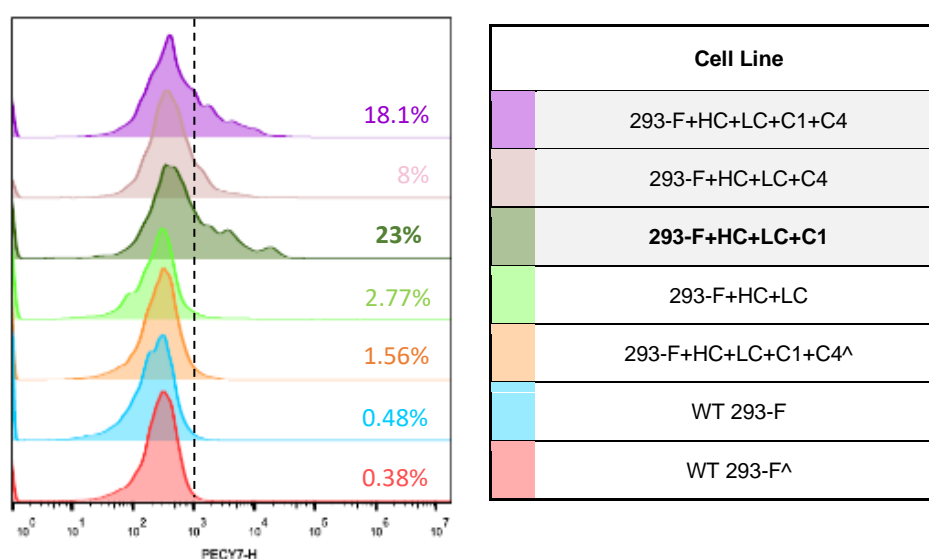 18.1%
8%
23%
2.77%
1.56%
0.48%
0.38%
10^0 10^1 10^2 10^3 10^4 10^5 10^6 10^7
PECY7-H
Cell Line
293-F+HC+LC+C1+C4
293-F+HC+LC+C4
293-F+HC+LC+C1
293-F+HC+LC
293-F+HC+LC+C1+C4^
WT 293-F
WT 293-F^